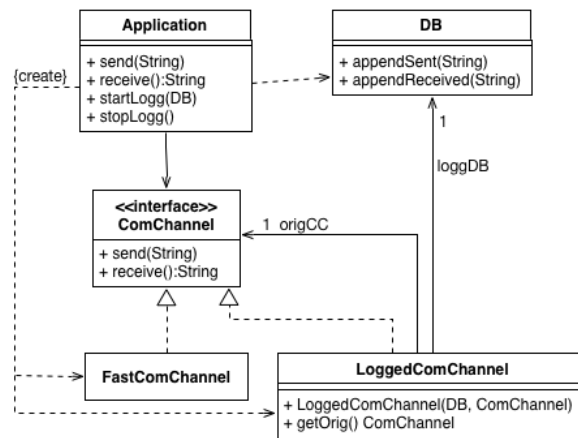 Application
+ send(String)
+ receive():String
+ startLogg(DB)
+ stopLogg()
{create}
DB
+ appendSent(String)
+ appendReceived(String)
1
loggDB
<<interface>>
ComChannel
+ send(String)
+ receive():String
1 origCC
FastComChannel
LoggedComChannel
+ LoggedComChannel(DB, ComChannel)
+ getOrig() ComChannel